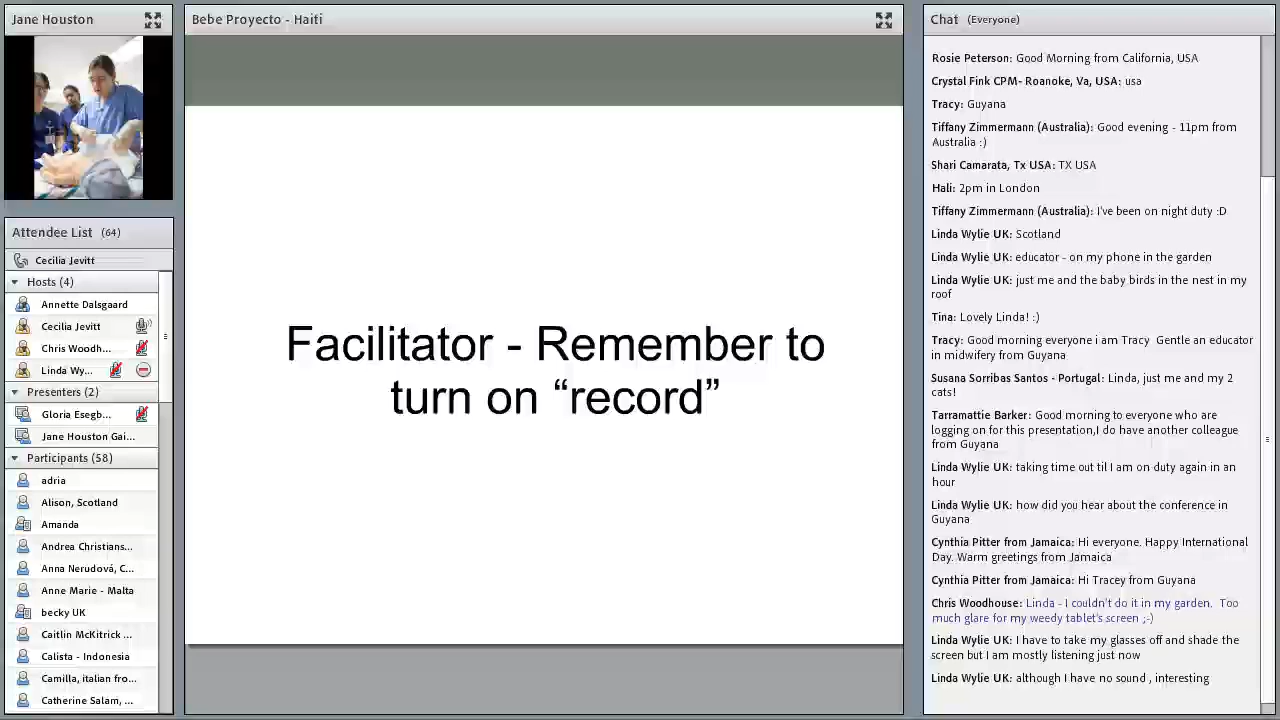 Jane Houston
Attendee List (64)
Cecilia Jevitt
Hosts (4)
Annette Dalsgaard
Cecilia Jevitt
Chris Woodh...
Linda Wy...
Presenters (2)
Gloria Esegb...
Jane Houston Gai...
Participants (58)
adria
Alison, Scotland
Amanda
Andrea Christians...
Anna Nerudová, C...
Anne Marie - Malta
becky UK
Caitlin McKitrick ...
Calista - Indonesia
Camilla, italian fro...
Catherine Salam, ...
Bebe Proyecto - Haiti
Facilitator - Remember to
turn on “record”
Chat (Everyone)
Rosie Peterson: Good Morning from California, USA
Crystal Fink CPM- Roanoke, Va, USA: usa
Tracy: Guyana
Tiffany Zimmermann (Australia): Good evening - 11pm from
Australia :)
Shari Camarata, Tx USA: TX USA
Hali: 2pm in London
Tiffany Zimmermann (Australia): I've been on night duty :D
Linda Wylie UK: Scotland
Linda Wylie UK: educator - on my phone in the garden
Linda Wylie UK: just me and the baby birds in the nest in my
roof
Tina: Lovely Linda! :)
Tracy: Good morning everyone i am Tracy Gentle an educator
in midwifery from Guyana
Susana Sorribas Santos - Portugal: Linda, just me and my 2
cats!
Tarramattie Barker: Good morning to everyone who are
logging on for this presentation,I do have another colleague
from Guyana
Linda Wylie UK: taking time out til I am on duty again in an
hour
Linda Wylie UK: how did you hear about the conference in
Guyana
Cynthia Pitter from Jamaica: Hi everyone. Happy International
Day. Warm greetings from Jamaica
Cynthia Pitter from Jamaica: Hi Tracey from Guyana
Chris Woodhouse: Linda - I couldn't do it in my garden. Too
much glare for my weedy tablet's screen ;-)
Linda Wylie UK: I have to take my glasses off and shade the
screen but I am mostly listening just now
Linda Wylie UK: although I have no sound , interesting